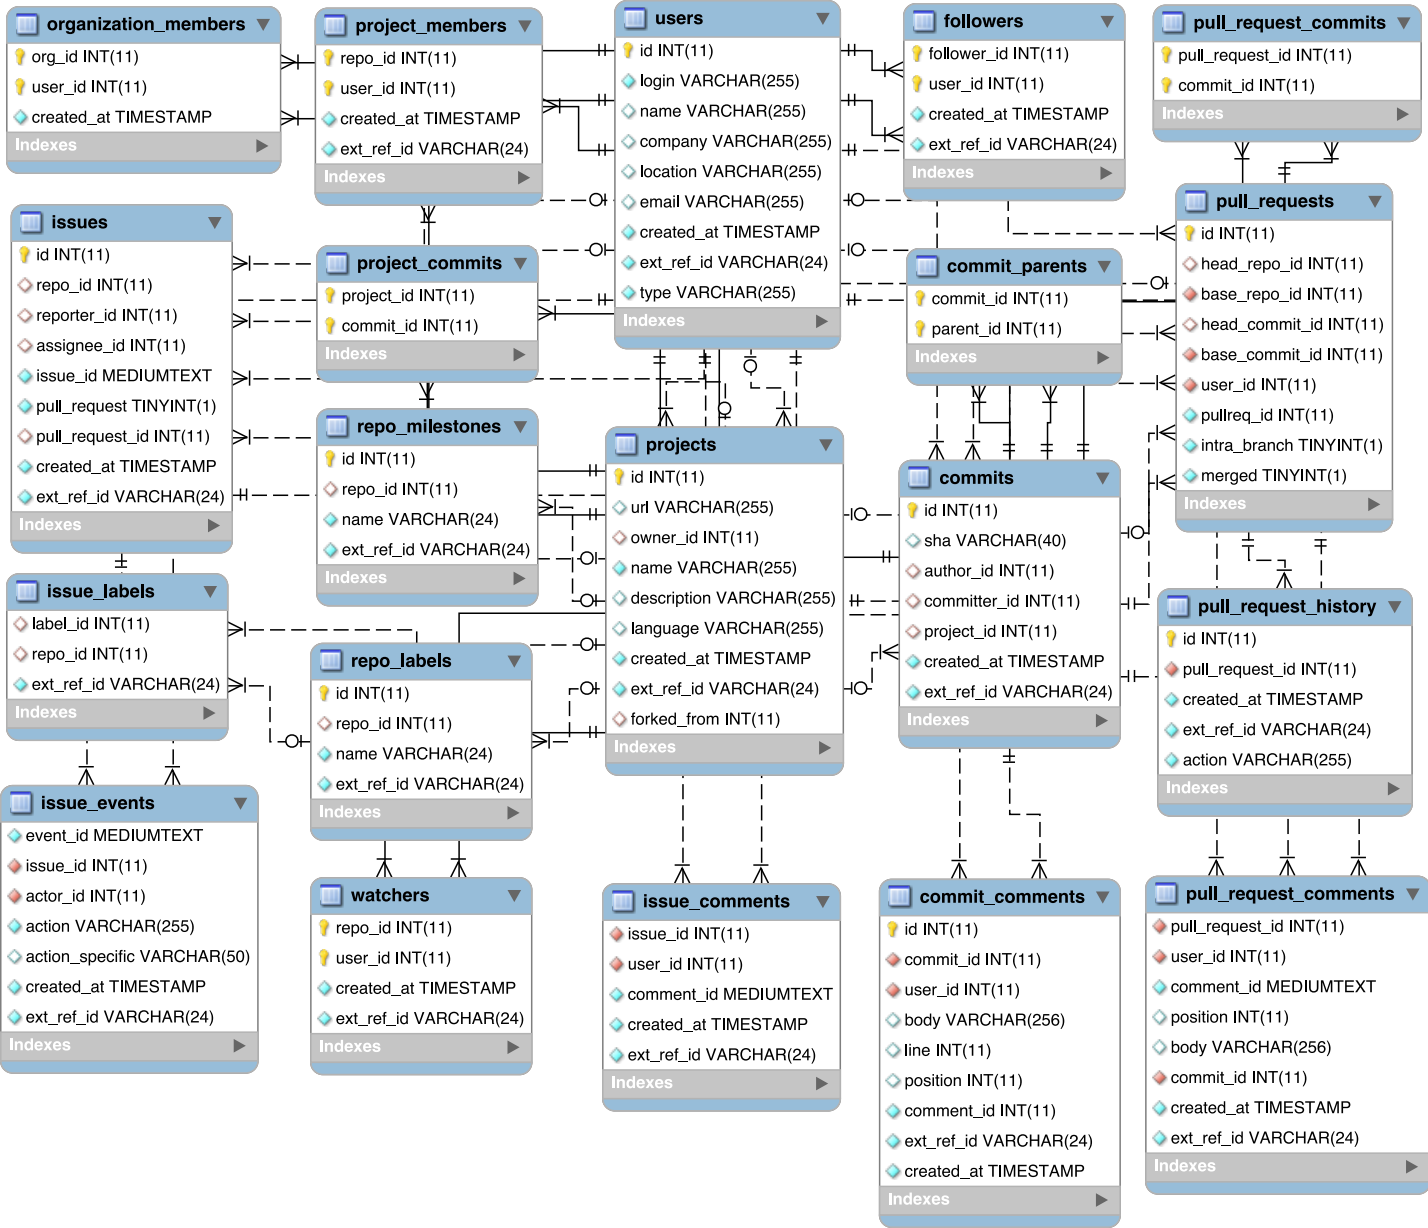 organization_members
org_id INT(11)
user_id INT(11)
created_at TIMESTAMP
Indexes
project_members
repo_id INT(11)
user_id INT(11)
created_at TIMESTAMP
ext_ref_id VARCHAR(24)
Indexes
users
id INT(11)
login VARCHAR(255)
name VARCHAR(255)
company VARCHAR(255)
location VARCHAR(255)
email VARCHAR(255)
created_at TIMESTAMP
ext_ref_id VARCHAR(24)
type VARCHAR(255)
Indexes
followers
follower_id INT(11)
user_id INT(11)
created_at TIMESTAMP
ext_ref_id VARCHAR(24)
Indexes
pull_request_commits
pull_request_id INT(11)
commit_id INT(11)
Indexes
issues
id INT(11)
repo_id INT(11)
reporter_id INT(11)
assignee_id INT(11)
issue_id MEDIUMTEXT
pull_request TINYINT(1)
pull_request_id INT(11)
created_at TIMESTAMP
ext_ref_id VARCHAR(24)
Indexes
project_commits
project_id INT(11)
commit_id INT(11)
Indexes
commit_parents
commit_id INT(11)
parent_id INT(11)
Indexes
pull_requests
id INT(11)
head_repo_id INT(11)
base_repo_id INT(11)
head_commit_id INT(11)
base_commit_id INT(11)
user_id INT(11)
pullreq_id INT(11)
intra_branch TINYINT(1)
merged TINYINT(1)
Indexes
repo_milestones
id INT(11)
repo_id INT(11)
name VARCHAR(24)
ext_ref_id VARCHAR(24)
Indexes
projects
id INT(11)
url VARCHAR(255)
owner_id INT(11)
name VARCHAR(255)
description VARCHAR(255)
language VARCHAR(255)
created_at TIMESTAMP
ext_ref_id VARCHAR(24)
forked_from INT(11)
Indexes
commits
id INT(11)
sha VARCHAR(40)
author_id INT(11)
committer_id INT(11)
project_id INT(11)
created_at TIMESTAMP
ext_ref_id VARCHAR(24)
Indexes
issue_labels
label_id INT(11)
repo_id INT(11)
ext_ref_id VARCHAR(24)
Indexes
repo_labels
id INT(11)
repo_id INT(11)
name VARCHAR(24)
ext_ref_id VARCHAR(24)
Indexes
pull_request_history
id INT(11)
pull_request_id INT(11)
created_at TIMESTAMP
ext_ref_id VARCHAR(24)
action VARCHAR(255)
Indexes
issue_events
event_id MEDIUMTEXT
issue_id INT(11)
actor_id INT(11)
action VARCHAR(255)
action_specific VARCHAR(50)
created_at TIMESTAMP
ext_ref_id VARCHAR(24)
Indexes
watchers
repo_id INT(11)
user_id INT(11)
created_at TIMESTAMP
ext_ref_id VARCHAR(24)
Indexes
issue_comments
issue_id INT(11)
user_id INT(11)
comment_id MEDIUMTEXT
created_at TIMESTAMP
ext_ref_id VARCHAR(24)
Indexes
commit_comments
id INT(11)
commit_id INT(11)
user_id INT(11)
body VARCHAR(256)
line INT(11)
position INT(11)
comment_id INT(11)
ext_ref_id VARCHAR(24)
created_at TIMESTAMP
Indexes
pull_request_comments
pull_request_id INT(11)
user_id INT(11)
comment_id MEDIUMTEXT
position INT(11)
body VARCHAR(256)
commit_id INT(11)
created_at TIMESTAMP
ext_ref_id VARCHAR(24)
Indexes